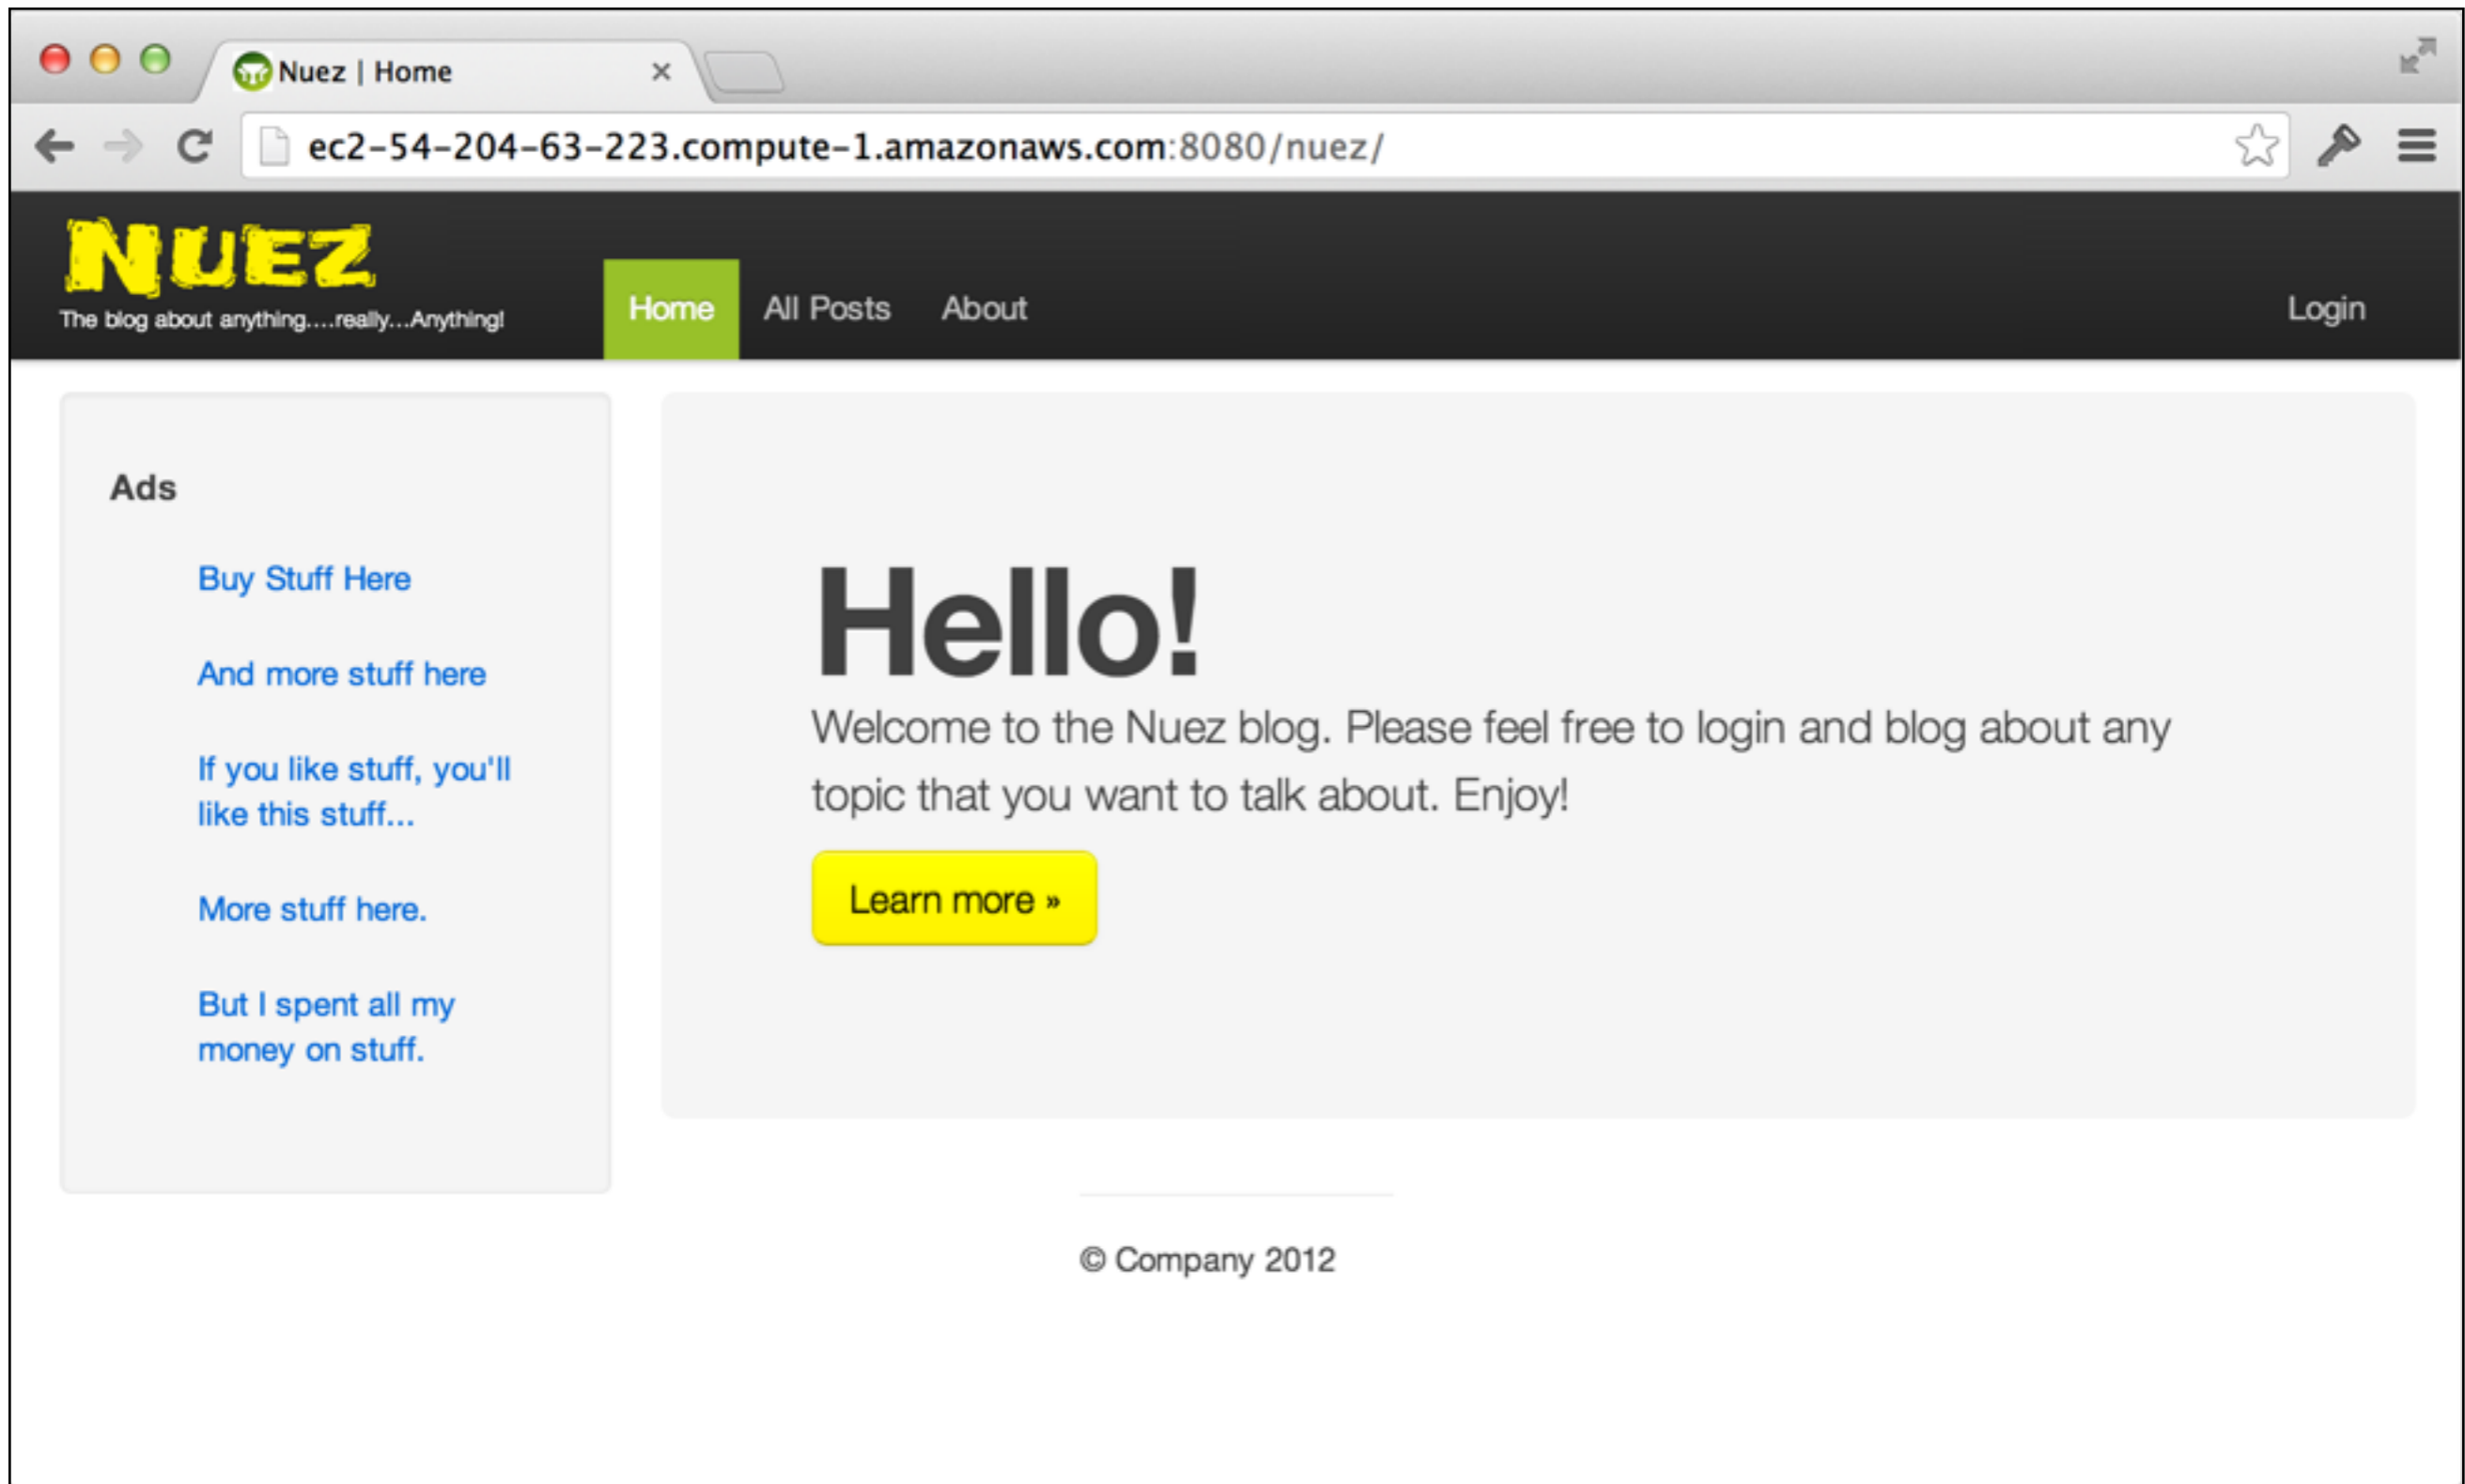 Nuez | Home
ec2-54-204-63-223.compute-1.amazonaws.com:8080/nuez/
NUEZ
The blog about anything....really...Anything!
Home All Posts About Login
Ads
Buy Stuff Here
And more stuff here
If you like stuff, you'll
like this stuff...
More stuff here.
But I spent all my
money on stuff.
Hello!
Welcome to the Nuez blog. Please feel free to login and blog about any
topic that you want to talk about. Enjoy!
Learn more »
© Company 2012